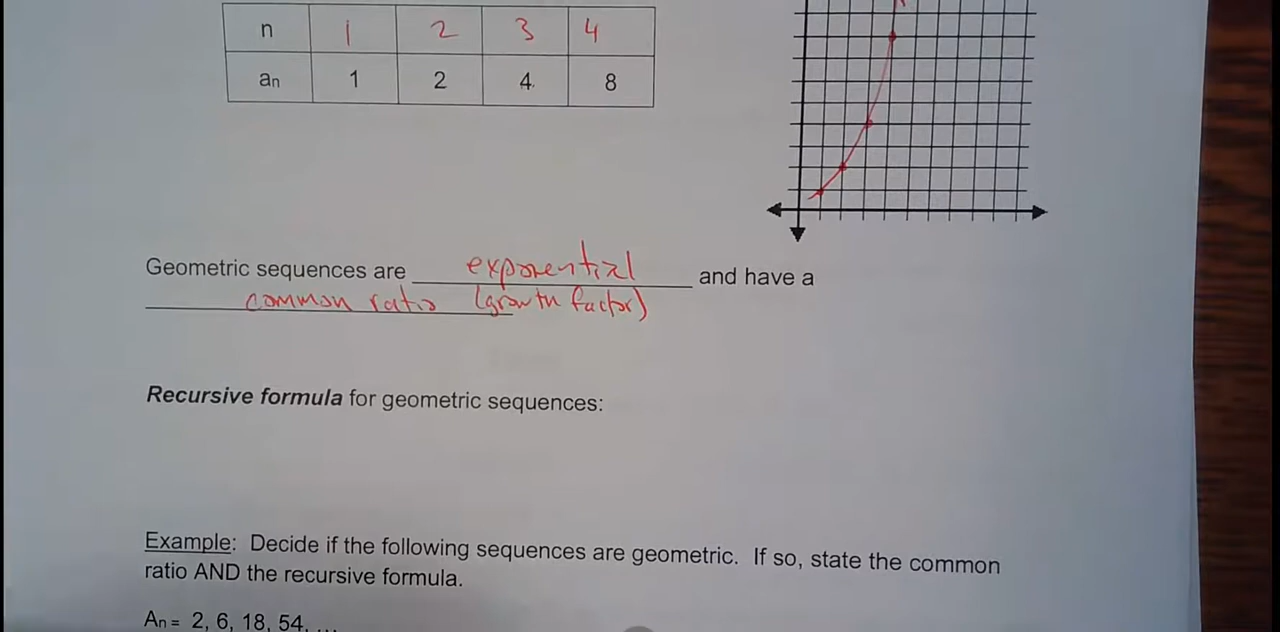 n 1 2 3 4
an 1 2 4 8
Geometric sequences are exponential and have a
common ratio (growth factor)
Recursive formula for geometric sequences:
Example: Decide if the following sequences are geometric. If so, state the common
ratio AND the recursive formula.
An = 2, 6, 18, 54, ...